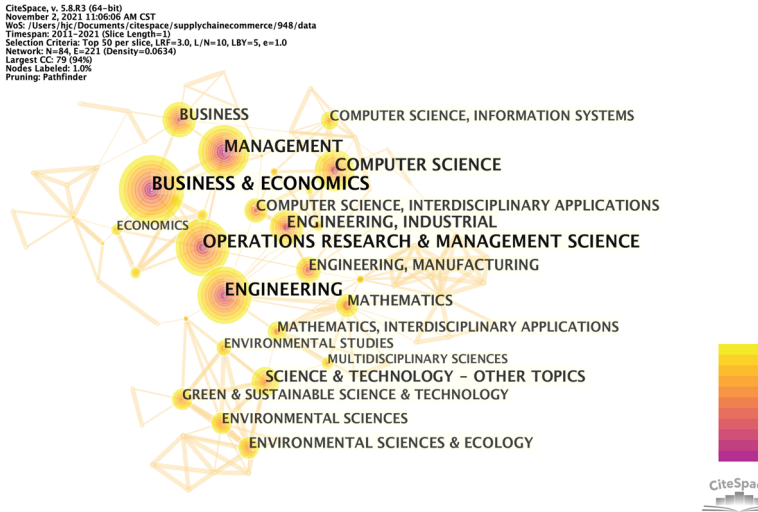 CiteSpace, v. 5.8.R3 (64-bit)
November 2, 2021 11:06:06 AM CST
WoS: /Users/hjc/Documents/citespace/supplychainecommerce/948/data
Timespan: 2011-2021 (Slice Length=1)
Selection Criteria: Top 50 per slice, LRF=3.0, L/N=10, LBY=5, e=1.0
Network: N=84, E=221 (Density=0.0634)
Largest CC: 79 (94%)
Nodes Labeled: 1.0%
Pruning: Pathfinder
BUSINESS
COMPUTER SCIENCE, INFORMATION SYSTEMS
MANAGEMENT
COMPUTER SCIENCE
BUSINESS & ECONOMICS
COMPUTER SCIENCE, INTERDISCIPLINARY APPLICATIONS
ECONOMICS
ENGINEERING, INDUSTRIAL
OPERATIONS RESEARCH & MANAGEMENT SCIENCE
ENGINEERING, MANUFACTURING
ENGINEERING
MATHEMATICS
MATHEMATICS, INTERDISCIPLINARY APPLICATIONS
ENVIRONMENTAL STUDIES
MULTIDISCIPLINARY SCIENCES
SCIENCE & TECHNOLOGY - OTHER TOPICS
GREEN & SUSTAINABLE SCIENCE & TECHNOLOGY
ENVIRONMENTAL SCIENCES
ENVIRONMENTAL SCIENCES & ECOLOGY
CiteSpa